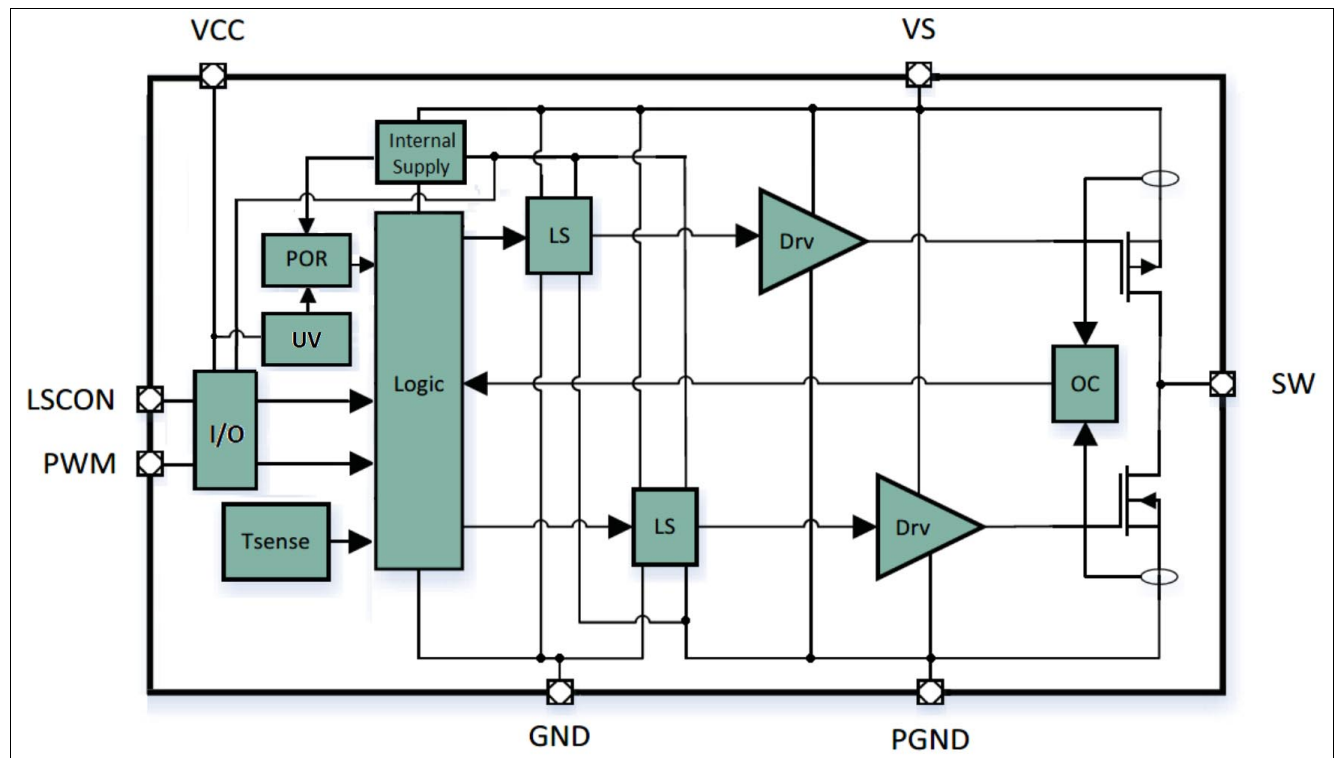 VCC
VS
Internal
Supply
LS
Drv
POR
UV
Logic
OC
SW
LSCON
I/O
PWM
Tsense
LS
Drv
GND
PGND